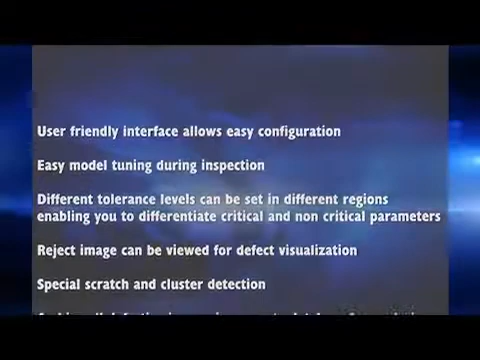 User friendly interface allows easy configuration
Easy model tuning during inspection
Different tolerance levels can be set in different regions
enabling you to differentiate critical and non critical parameters
Reject image can be viewed for defect visualization
Special scratch and cluster detection